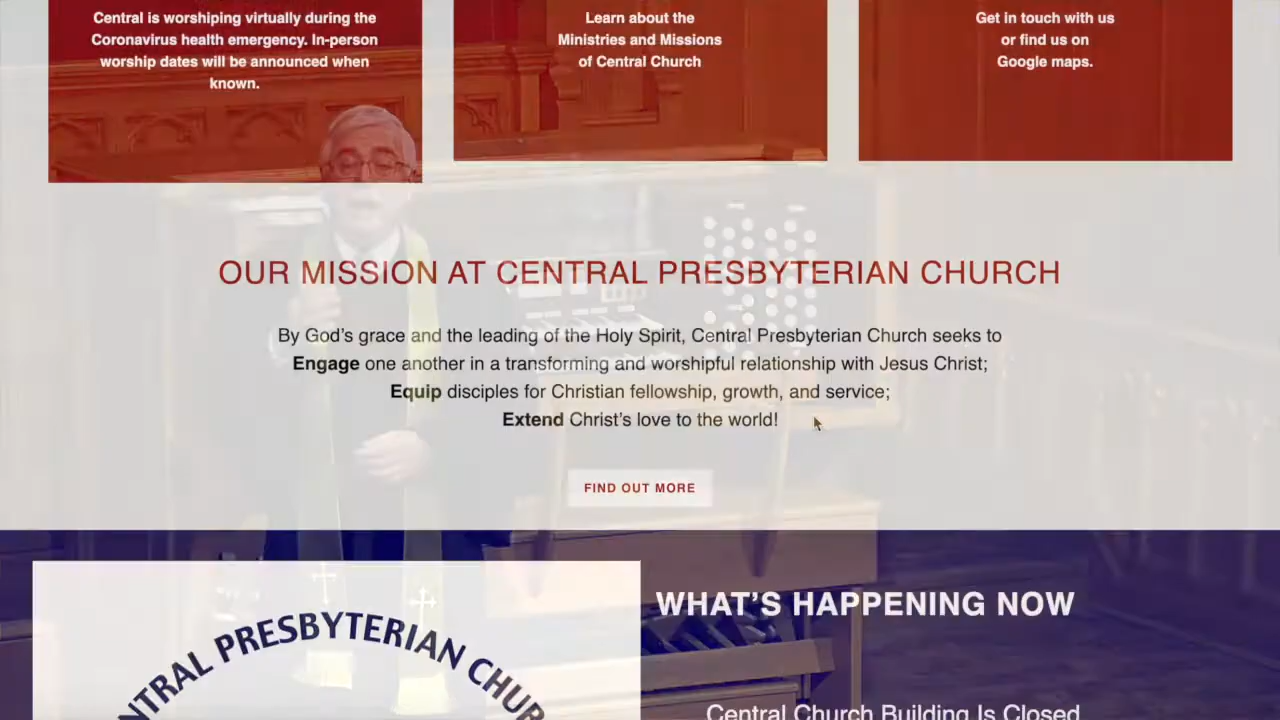 Central is worshiping virtually during the
Coronavirus health emergency. In-person
worship dates will be announced when
known.
Learn about the
Ministries and Missions
of Central Church
Get in touch with us
or find us on
Google maps.
OUR MISSION AT CENTRAL PRESBYTERIAN CHURCH
By God's grace and the leading of the Holy Spirit, Central Presbyterian Church seeks to
Engage one another in a transforming and worshipful relationship with Jesus Christ;
Equip disciples for Christian fellowship, growth, and service;
Extend Christ's love to the world!
FIND OUT MORE
WHAT'S HAPPENING NOW
NTRAL PRESBYTERIAN CHUR
Central Church Building Is Closed